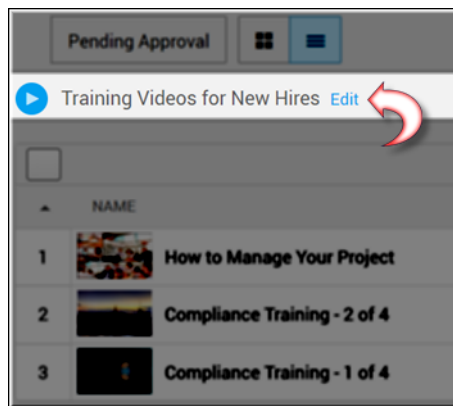 Pending Approval
Training Videos for New Hires Edit
NAME
1 How to Manage Your Project
2 Compliance Training - 2 of 4
3 Compliance Training - 1 of 4